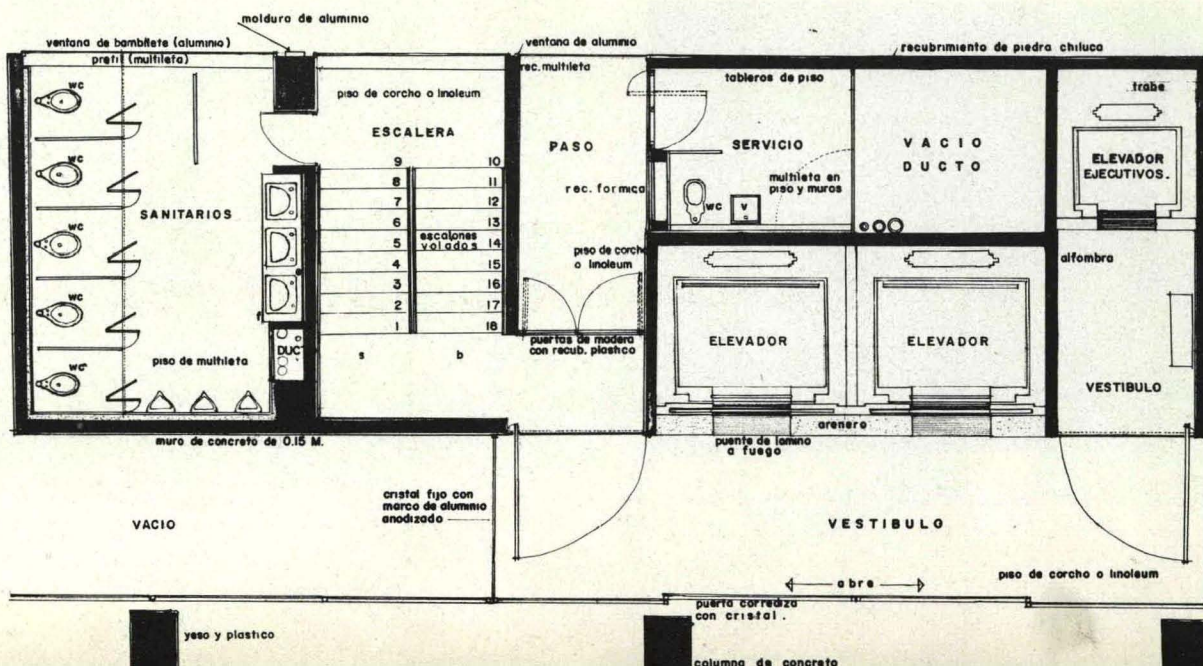 moldura de aluminio
ventana de bambilete (aluminio)
pretil (multileta)
ventana de aluminio
recubrimiento de piedra chiluca
rec. multileta
wc
piso de corcho o linoleum
ESCALERA
PASO
tableros de piso
SERVICIO
VACIO
DUCTO
trabe
ELEVADOR
EJECUTIVOS.
wc
SANITARIOS
9 10
8 11
7 12
6 13
5 14
4 15
3 16
2 17
1 18
escalones
volados
rec. formica
multileta en
piso y muros
wc
v
wc
piso de corcho
o linoleum
alfombra
wc
f
DUC
s b
puertas de madera
con recub. plastico
ELEVADOR
ELEVADOR
VESTIBULO
piso de multileta
wc
muro de concreto de 0.15 M.
arenero
puente de lamina
a fuego
cristal fijo con
marco de aluminio
anodizado
VACIO
VESTIBULO
abre
piso de corcho o linoleum
puerta corrediza
con cristal.
yeso y plastico
columna de concreto